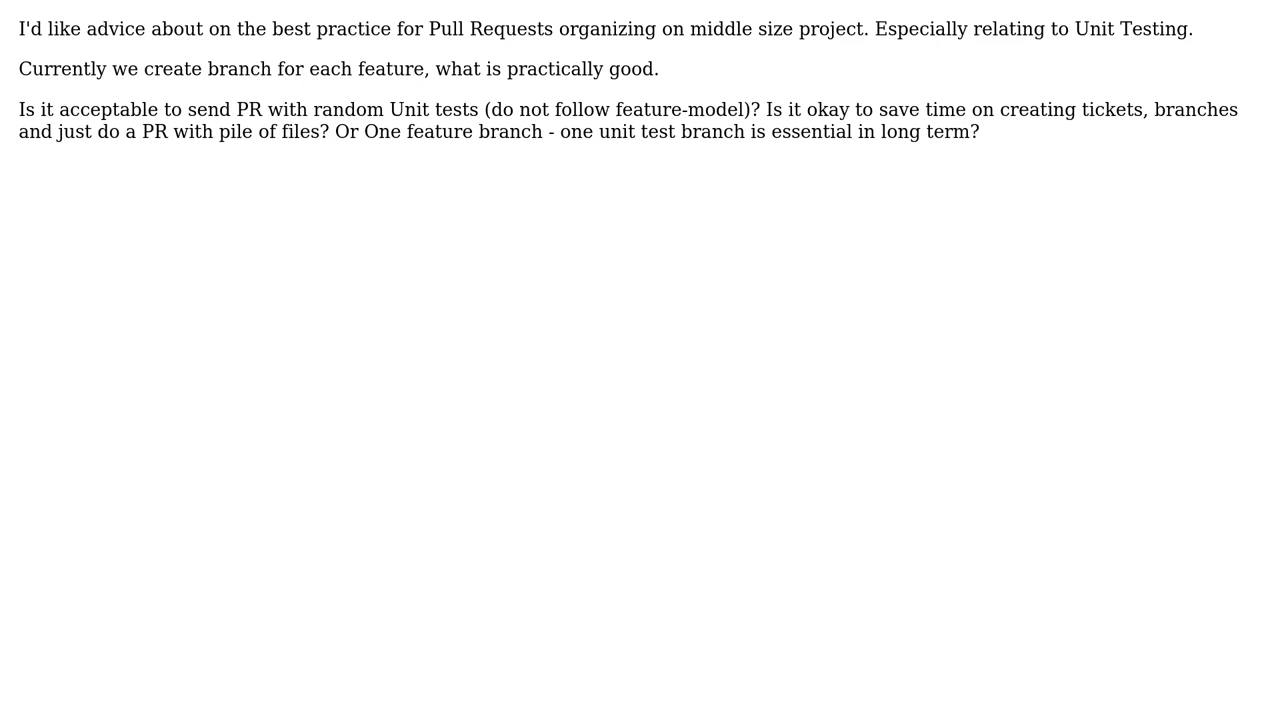 I'd like advice about on the best practice for Pull Requests organizing on middle size project. Especially relating to Unit Testing.
Currently we create branch for each feature, what is practically good.
Is it acceptable to send PR with random Unit tests (do not follow feature-model)? Is it okay to save time on creating tickets, branches
and just do a PR with pile of files? Or One feature branch - one unit test branch is essential in long term?